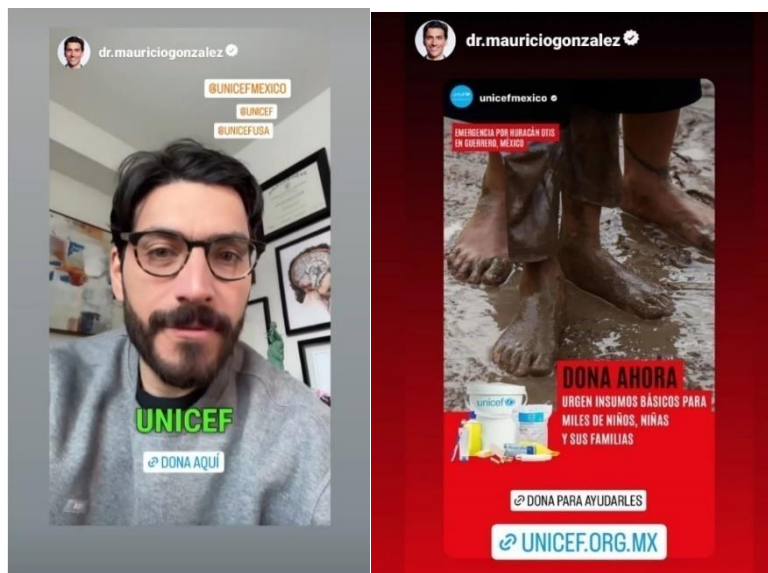 dr.mauriciogonzalez
@UNICEFMEXICO
@UNICEF
@UNICEFUSA
UNICEF
DONA AQUÍ
dr.mauriciogonzalez
unicefmexico
EMERGENCIA POR HURACÁN OTIS
EN GUERRERO, MÉXICO
unicef
DONA AHORA
URGEN INSUMOS BÁSICOS PARA
MILES DE NIÑOS, NIÑAS
Y SUS FAMILIAS
DONA PARA AYUDARLES
UNICEF.ORG.MX